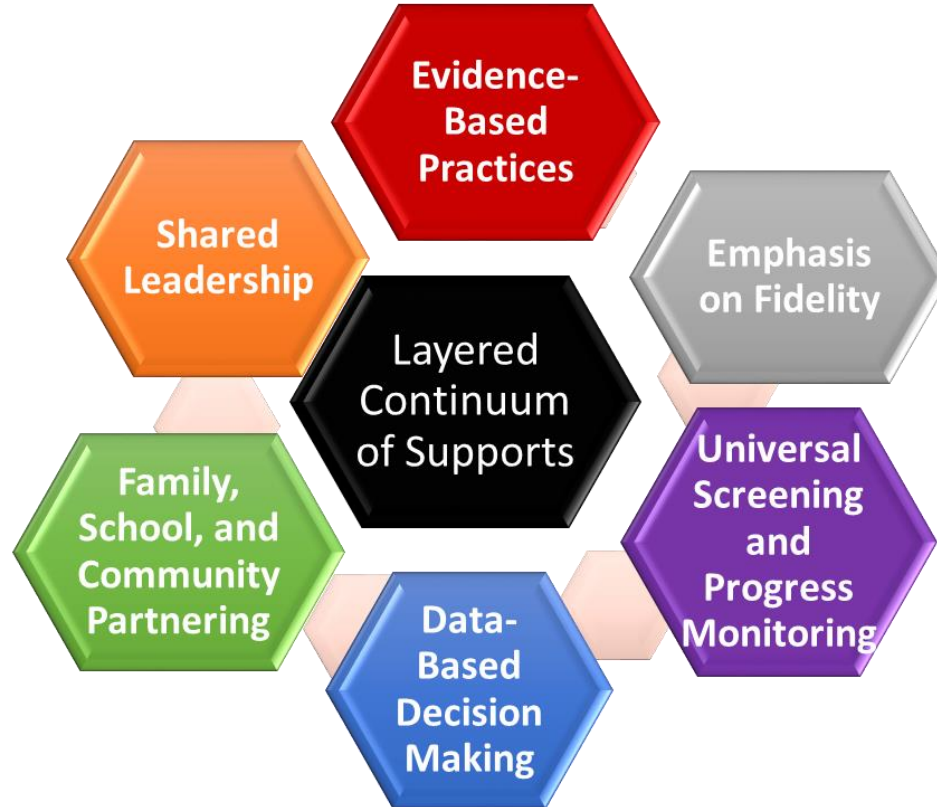 Evidence-
Based
Practices
Shared
Leadership
Emphasis
on Fidelity
Layered
Continuum
of Supports
Family,
School, and
Community
Partnering
Universal
Screening
and
Progress
Monitoring
Data-
Based
Decision
Making